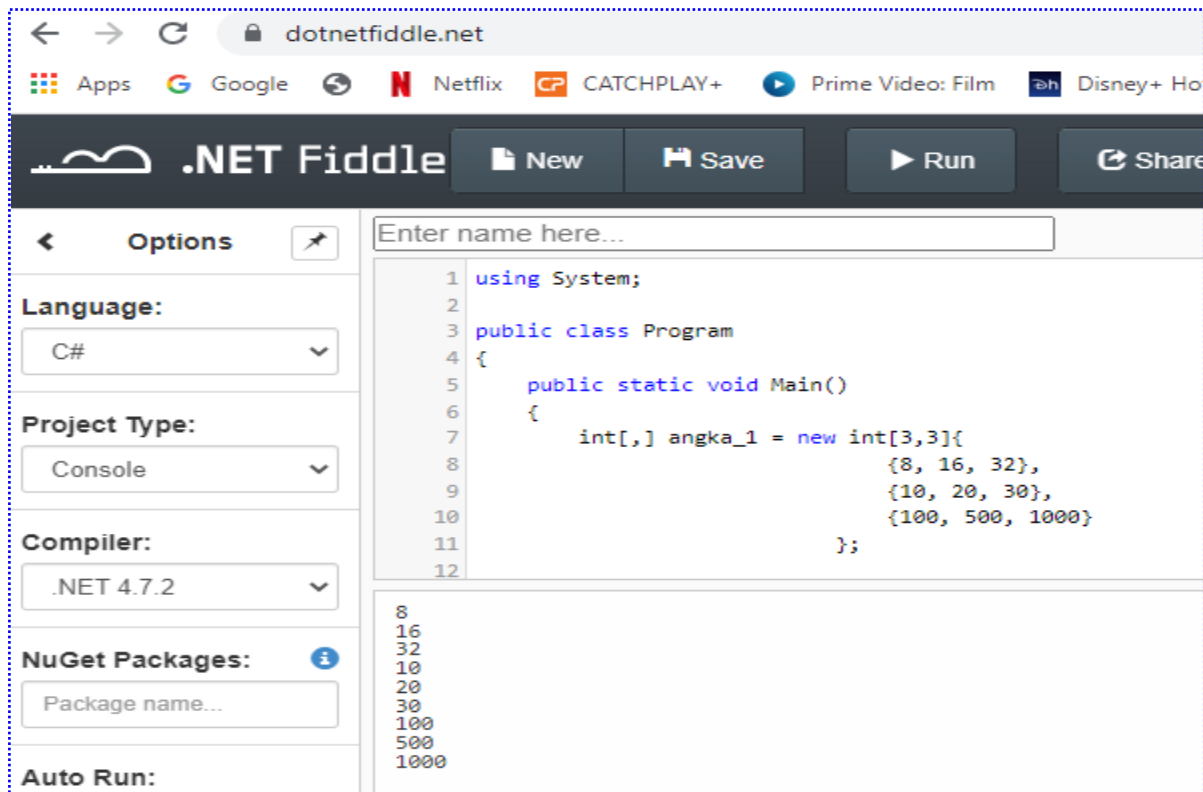 dotnetfiddle.net
Apps Google Netflix CP CATCHPLAY+ Prime Video: Film Dh Disney+ Ho
.NET Fiddle New Save Run Share
Options
Enter name here...
Language:
C#
Project Type:
Console
Compiler:
.NET 4.7.2
NuGet Packages:
Package name...
Auto Run:
1 using System;
2
3 public class Program
4 {
5 public static void Main()
6 {
7 int[,] angka_1 = new int[3,3]{
8 {8, 16, 32},
9 {10, 20, 30},
10 {100, 500, 1000}
11 };
12
8
16
32
10
20
30
100
500
1000